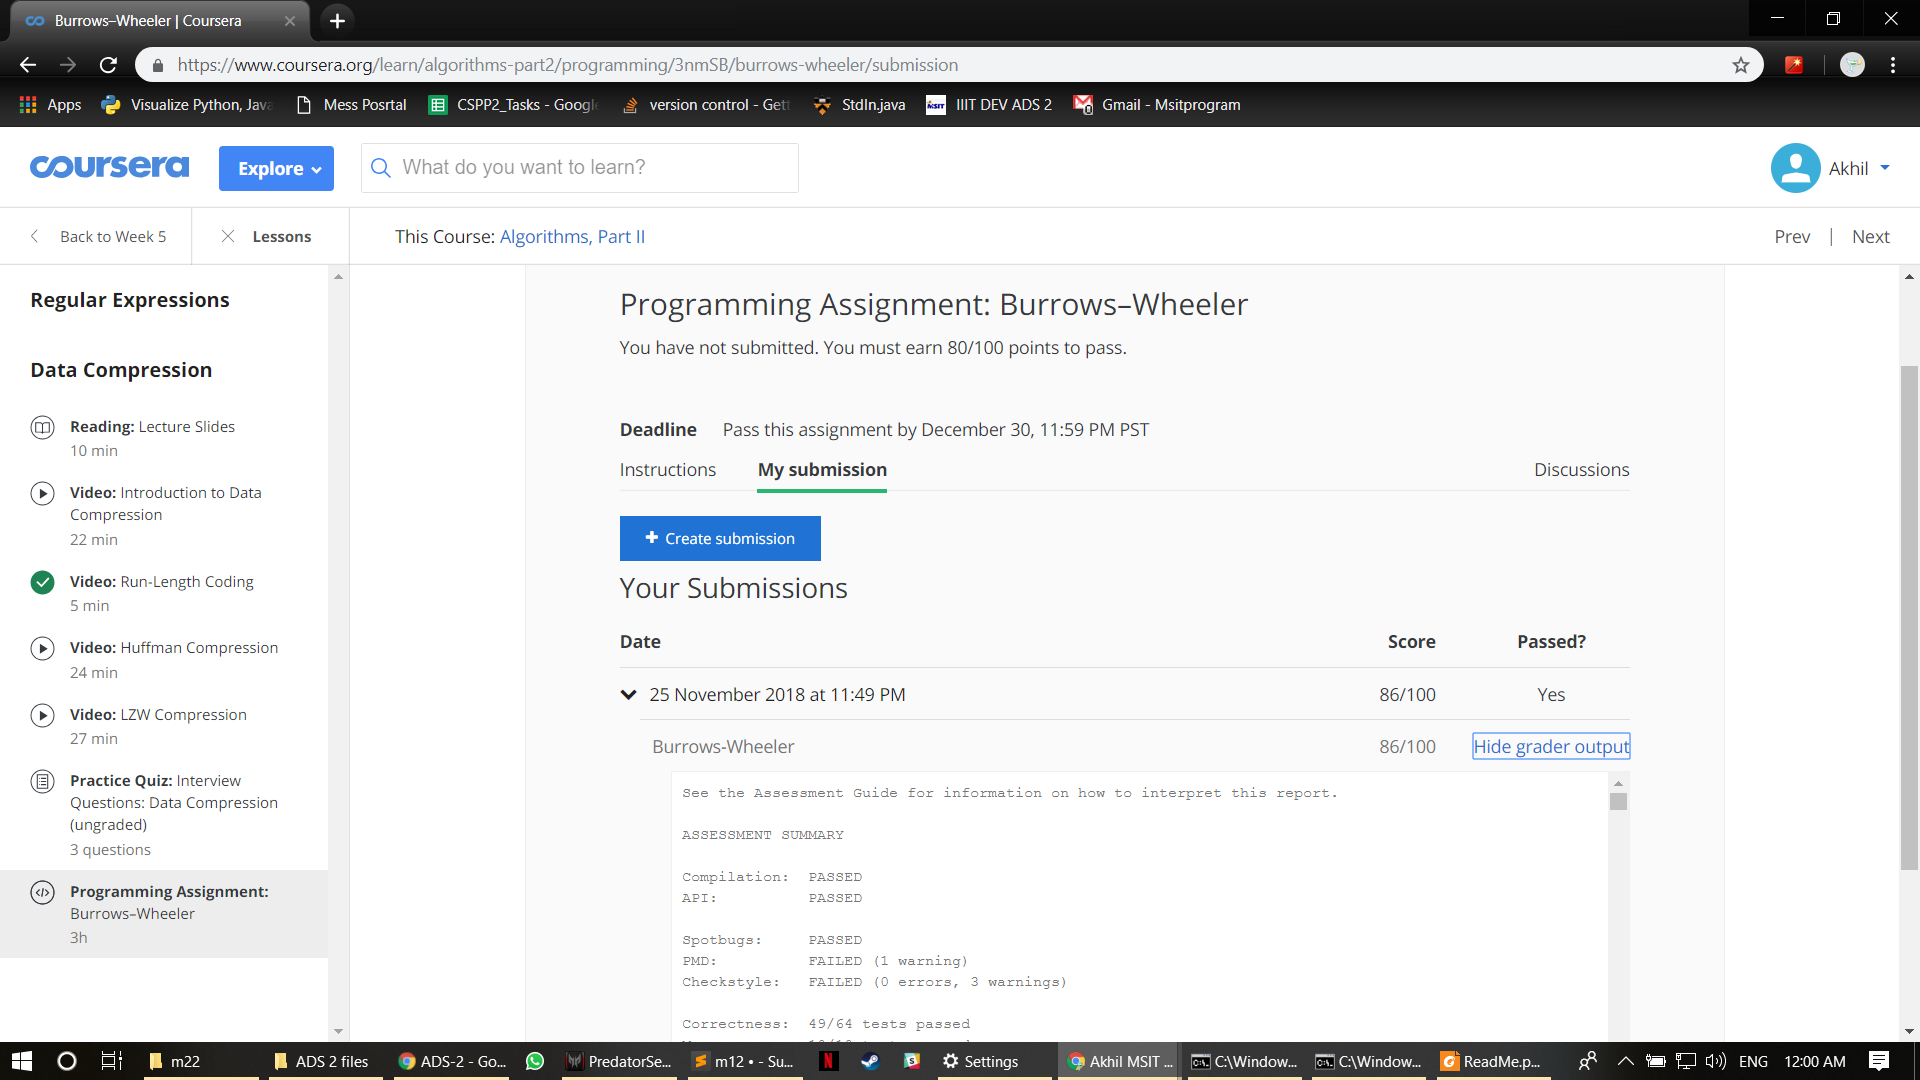 Burrows–Wheeler | Coursera
https://www.coursera.org/learn/algorithms-part2/programming/3nmSB/burrows-wheeler/submission
Apps
Visualize Python, Java
Mess Posrtal
CSPP2_Tasks - Google
version control - Gett
StdIn.java
IIIT DEV ADS 2
Gmail - Msitprogram
coursera
Explore
What do you want to learn?
Akhil
Back to Week 5
Lessons
This Course: Algorithms, Part II
Prev | Next
Regular Expressions
Data Compression
Reading: Lecture Slides
10 min
Video: Introduction to Data
Compression
22 min
Video: Run-Length Coding
5 min
Video: Huffman Compression
24 min
Video: LZW Compression
27 min
Practice Quiz: Interview
Questions: Data Compression
(ungraded)
3 questions
Programming Assignment:
Burrows–Wheeler
3h
Programming Assignment: Burrows–Wheeler
You have not submitted. You must earn 80/100 points to pass.
Deadline Pass this assignment by December 30, 11:59 PM PST
Instructions
My submission
Discussions
+ Create submission
Your Submissions
Date Score Passed?
25 November 2018 at 11:49 PM 86/100 Yes
Burrows-Wheeler 86/100 Hide grader output
See the Assessment Guide for information on how to interpret this report.
ASSESSMENT SUMMARY
Compilation: PASSED
API: PASSED
Spotbugs: PASSED
PMD: FAILED (1 warning)
Checkstyle: FAILED (0 errors, 3 warnings)
Correctness: 49/64 tests passed
m22
ADS 2 files
ADS-2 - Go...
PredatorSe...
m12 • - Su...
Settings
Akhil MSIT ...
C:\Window...
C:\Window...
ReadMe.p...
ENG
12:00 AM